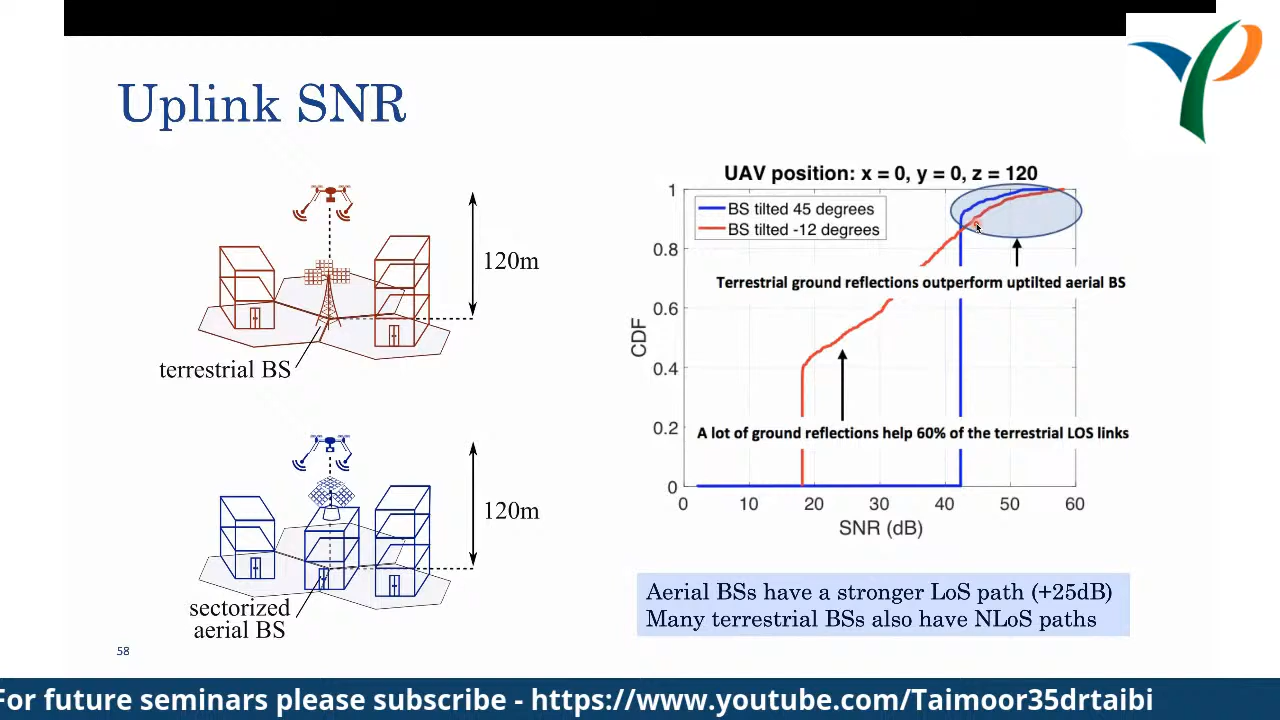 Uplink SNR
120m
terrestrial BS
120m
sectorized
aerial BS
58
UAV position: x = 0, y = 0, z = 120
BS tilted 45 degrees
BS tilted -12 degrees
Terrestrial ground reflections outperform uptilted aerial BS
A lot of ground reflections help 60% of the terrestrial LOS links
CDF
1
0.8
0.6
0.4
0.2
0
0 10 20 30 40 50 60
SNR (dB)
Aerial BSs have a stronger LoS path (+25dB)
Many terrestrial BSs also have NLoS paths
For future seminars please subscribe - https://www.youtube.com/Taimoor35drtaibi